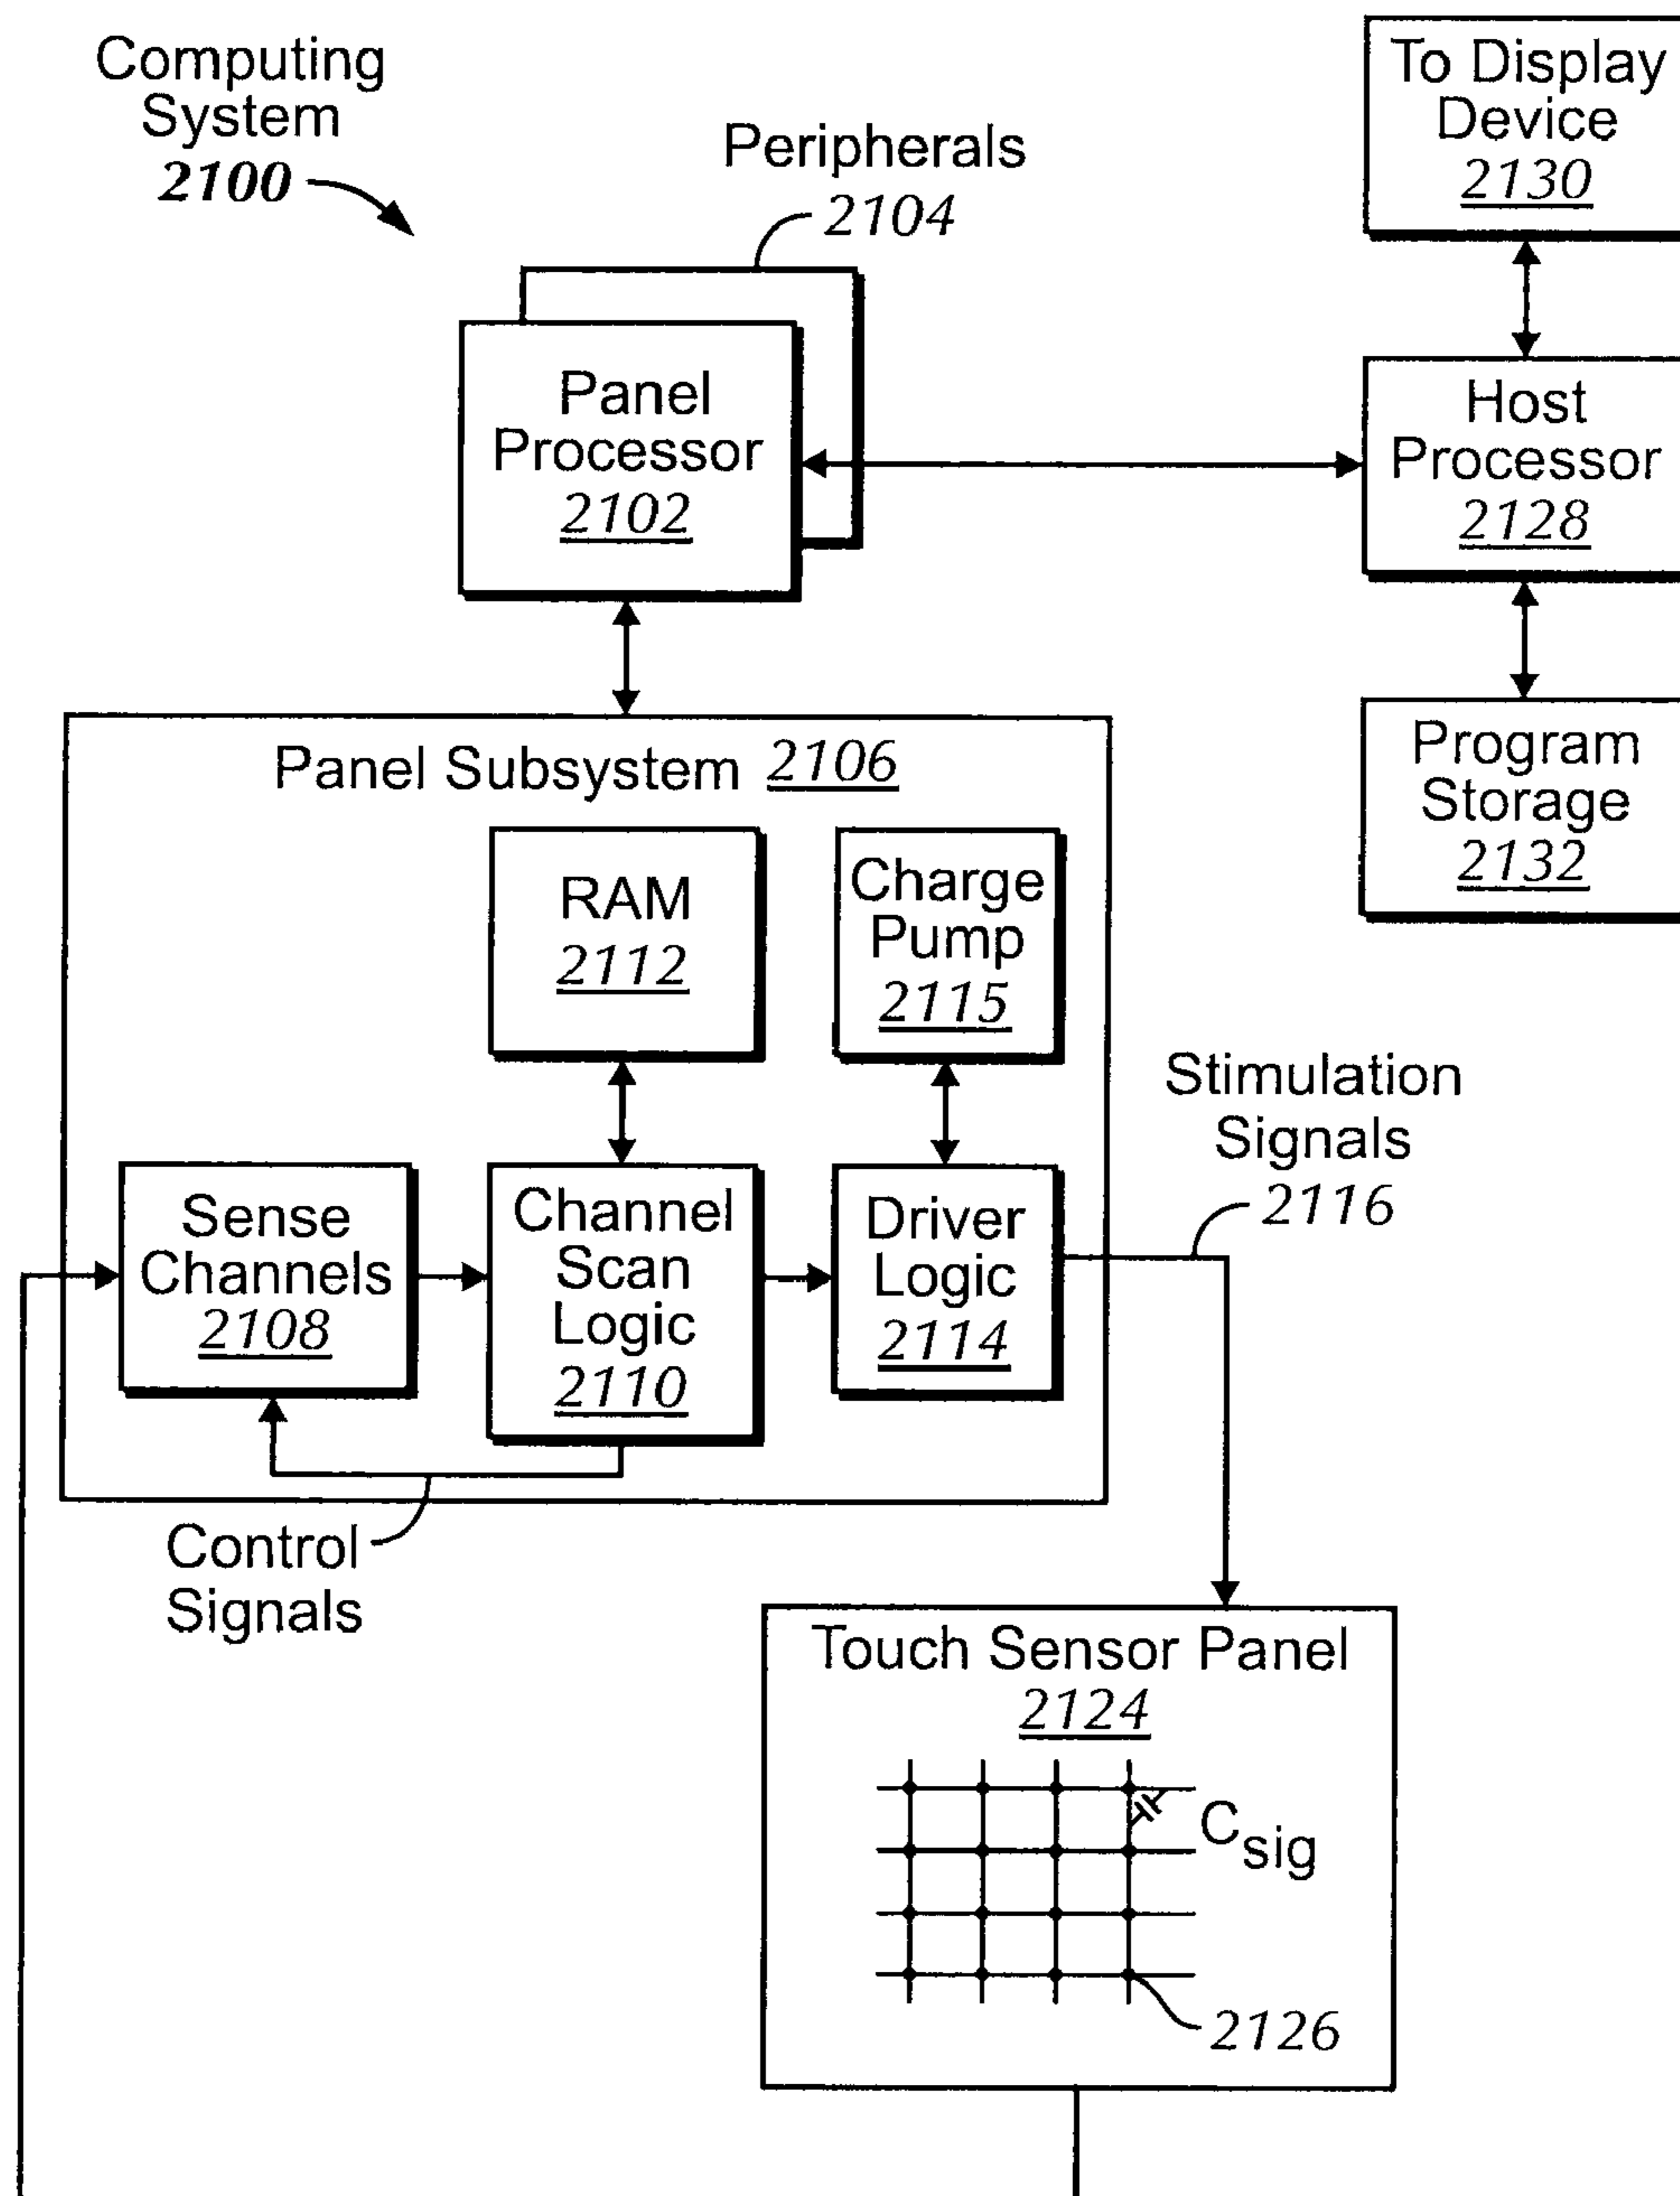 Computing
System
2100
Peripherals
2104
To Display
Device
2130
Panel
Processor
2102
Host
Processor
2128
Program
Storage
2132
Panel Subsystem 2106
RAM
2112
Charge
Pump
2115
Stimulation
Signals
2116
Sense
Channels
2108
Channel
Scan
Logic
2110
Driver
Logic
2114
Control
Signals
Touch Sensor Panel
2124
Csig
2126